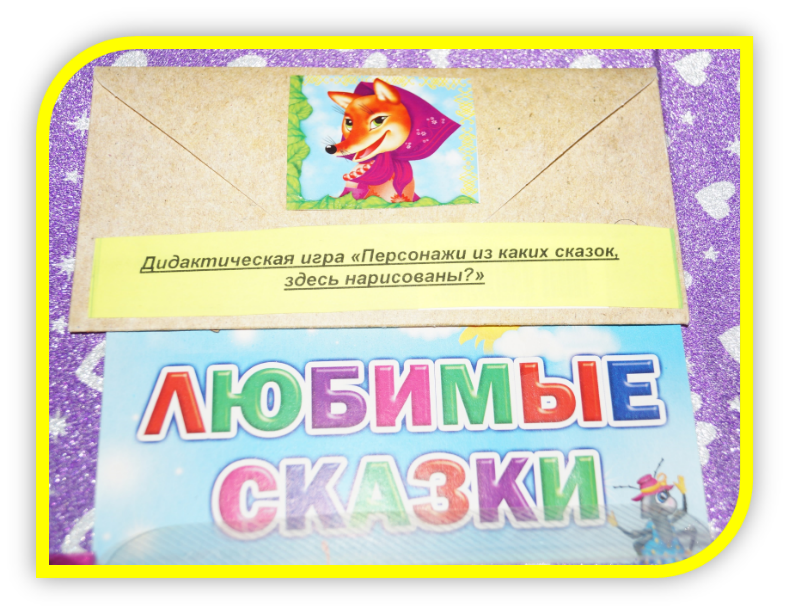 Дидактическая игра «Персонажи из каких сказок,
здесь нарисованы?»
ЛЮБИМЫЕ
СКАЗКИ